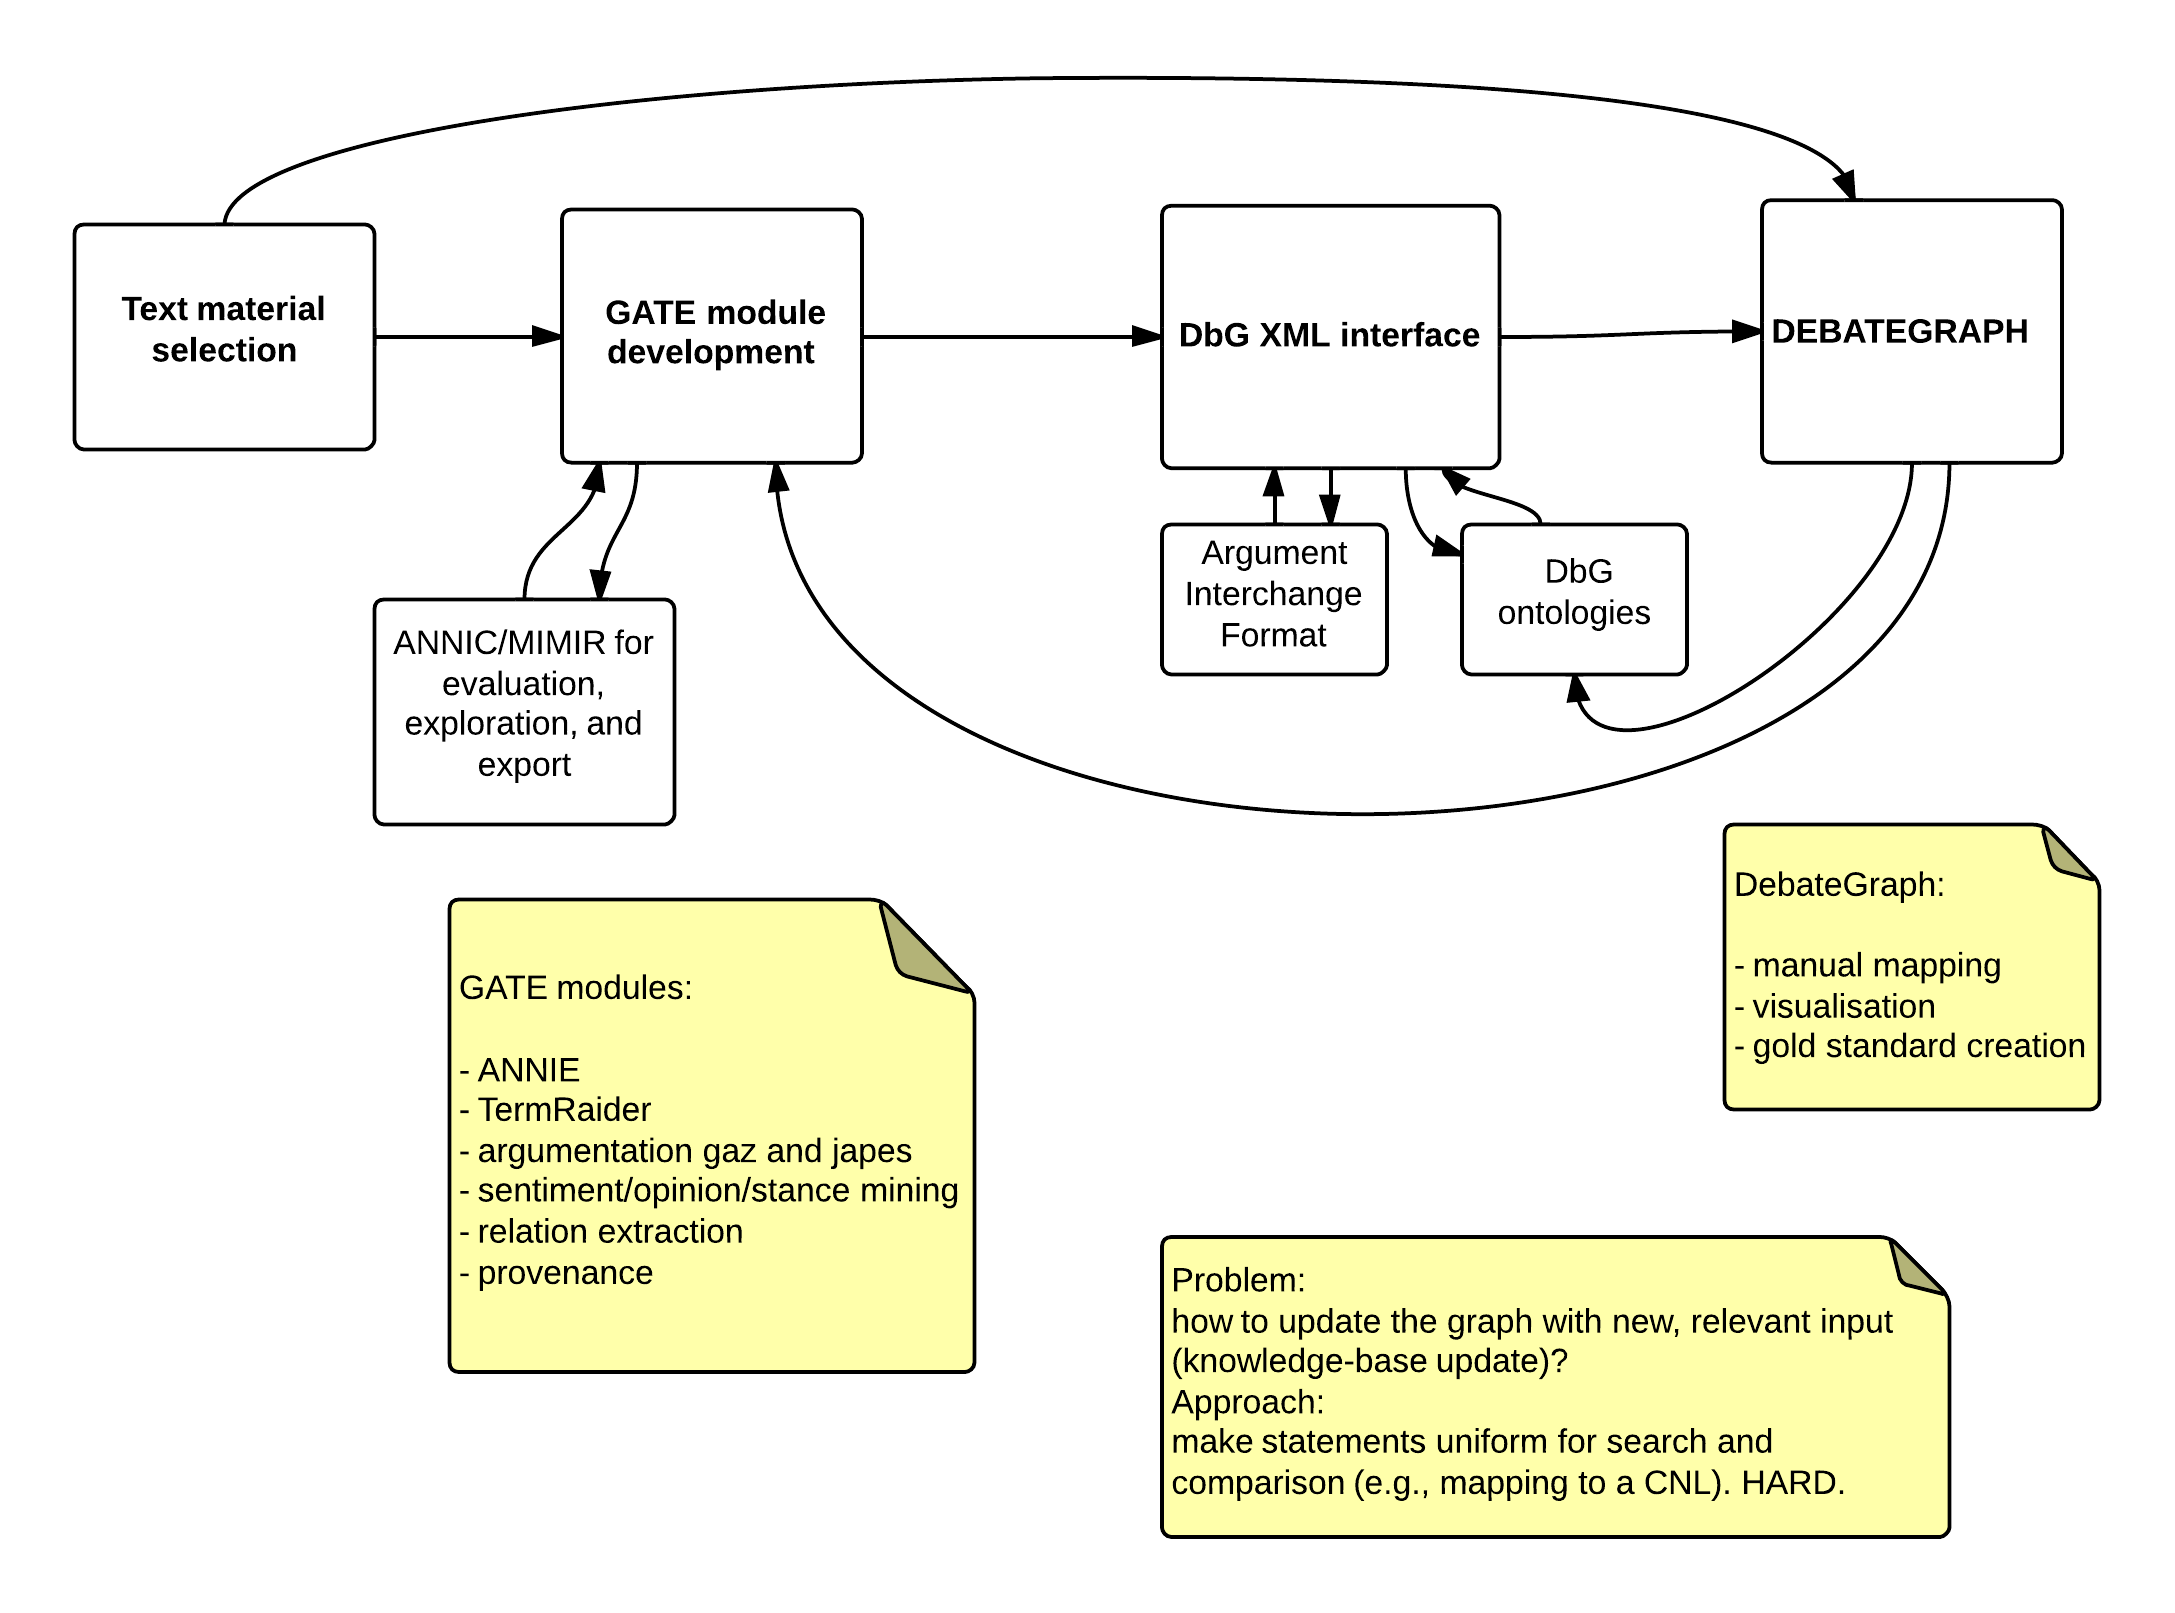 Text material
selection
GATE module
development
DbG XML interface
DEBATEGRAPH
ANNIC/MIMIR for
evaluation,
exploration, and
export
Argument
Interchange
Format
DbG
ontologies
GATE modules:
- ANNIE
- TermRaider
- argumentation gaz and japes
- sentiment/opinion/stance mining
- relation extraction
- provenance
DebateGraph:
- manual mapping
- visualisation
- gold standard creation
Problem:
how to update the graph with new, relevant input
(knowledge-base update)?
Approach:
make statements uniform for search and
comparison (e.g., mapping to a CNL). HARD.